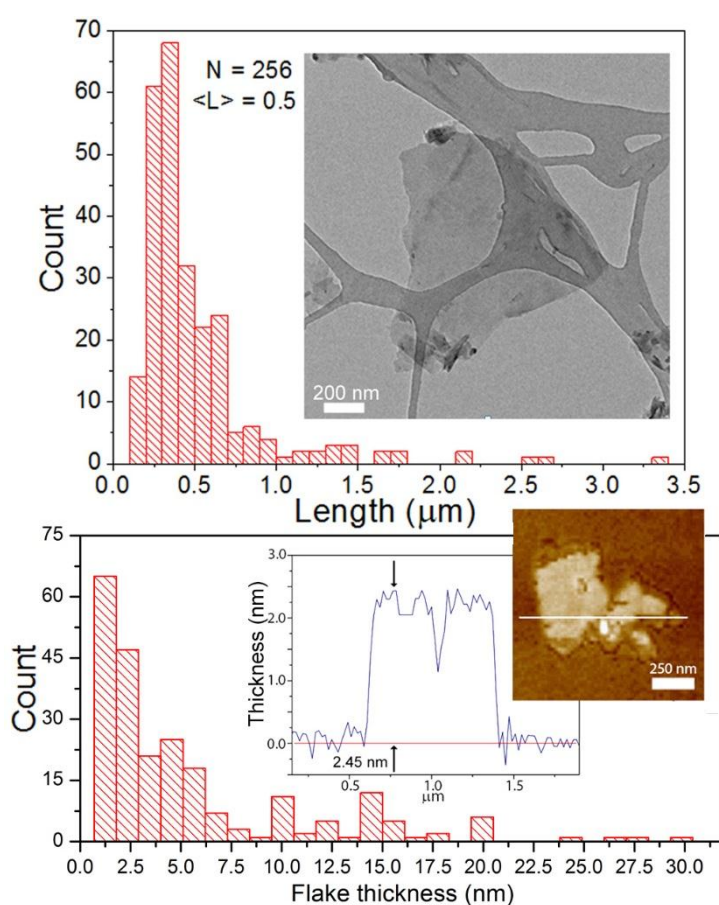 70
60
50
40
30
20
10
0
Count
N = 256
<L> = 0.5
200 nm
0.0 0.5 1.0 1.5 2.0 2.5 3.0 3.5
Length (μm)
75
60
45
30
15
0
Count
3.0
2.0
1.0
0.0
Thickness (nm)
2.45 nm
0.5 1.0 1.5
μm
250 nm
0.0 2.5 5.0 7.5 10.0 12.5 15.0 17.5 20.0 22.5 25.0 27.5 30.0
Flake thickness (nm)